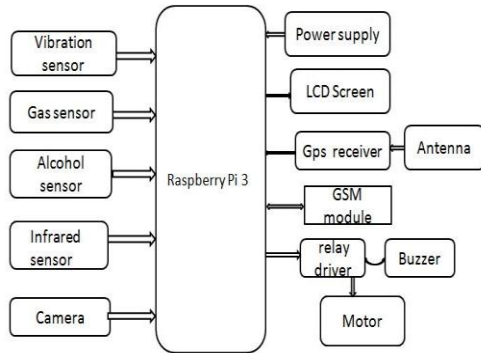 Vibration
sensor
Gas sensor
Alcohol
sensor
Infrared
sensor
Camera
Raspberry Pi 3
Power supply
LCD Screen
Gps receiver
Antenna
GSM
module
relay
driver
Buzzer
Motor